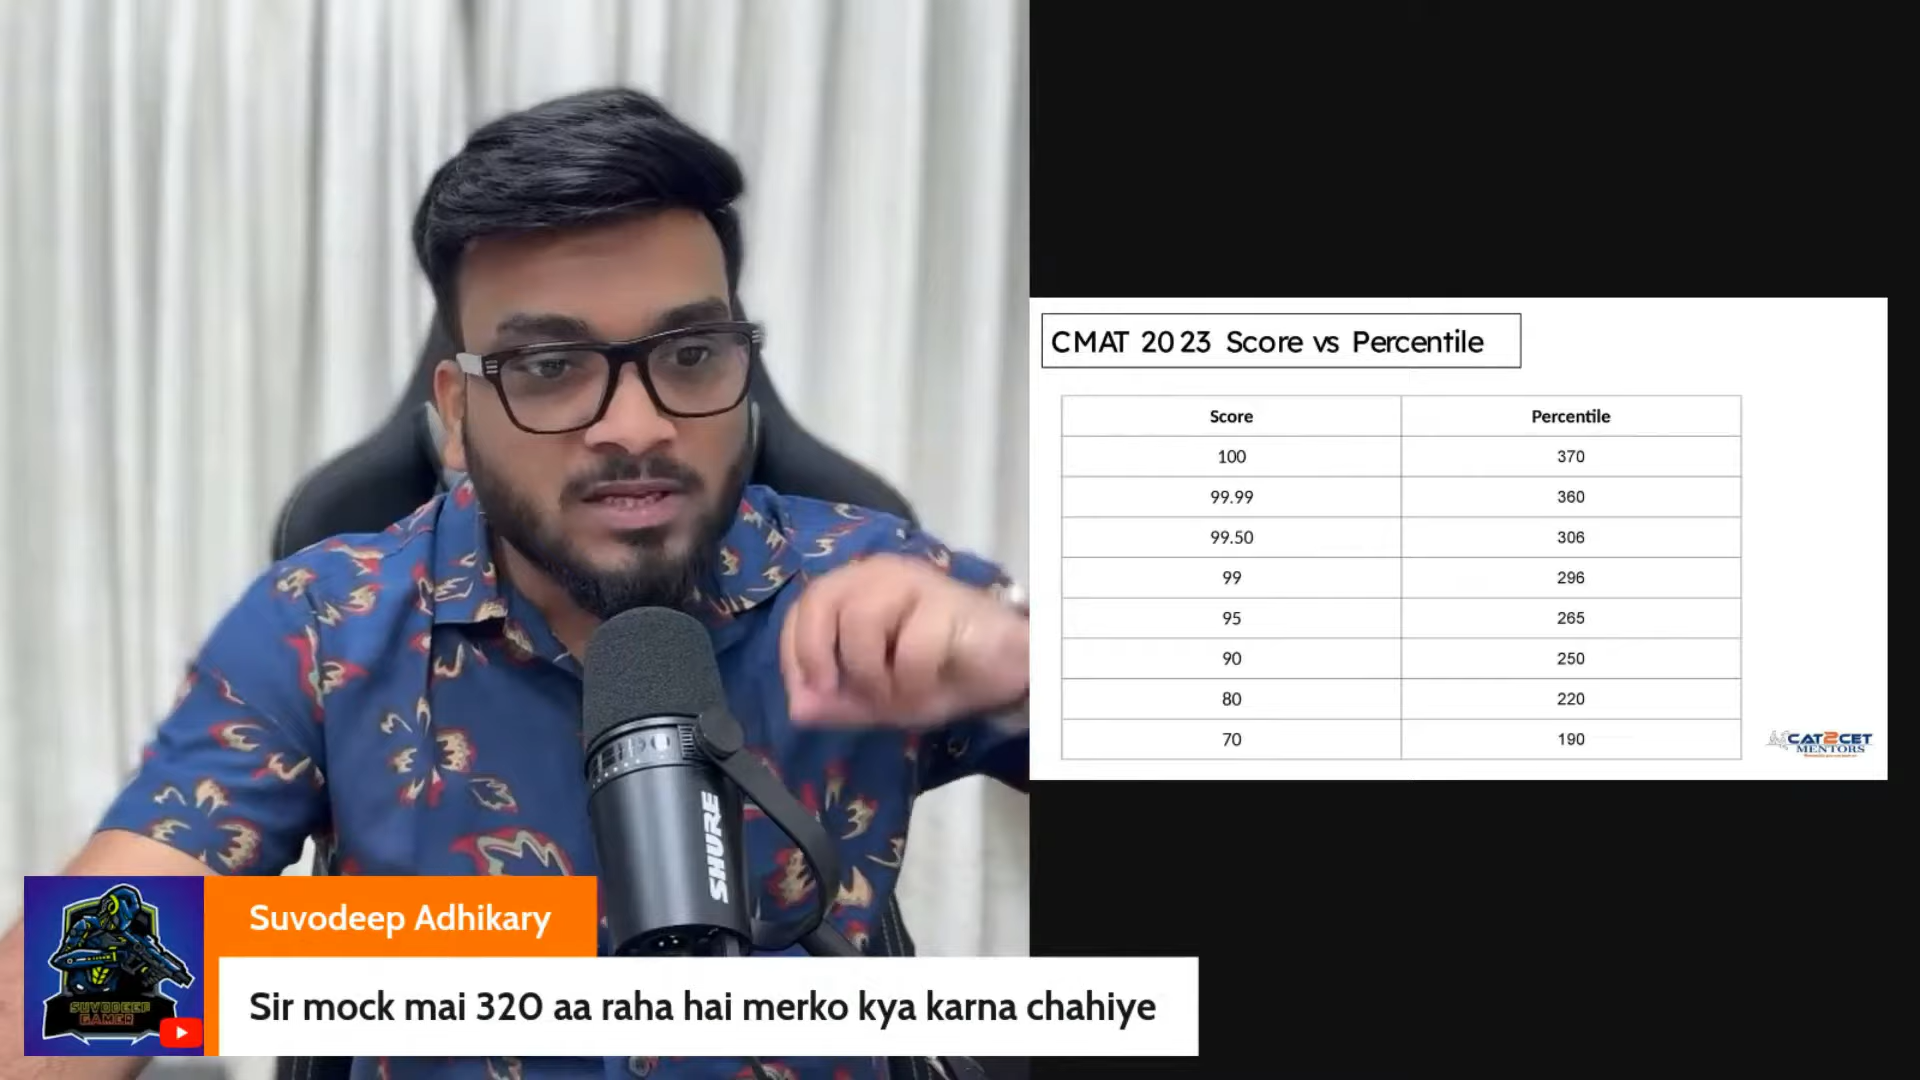 CMAT 2023 Score vs Percentile
Score Percentile
100 370
99.99 360
99.50 306
99 296
95 265
90 250
80 220
70 190
CAT2CET
MENTORS
SHURE
SUVODEEP
GAMER
Suvodeep Adhikary
Sir mock mai 320 aa raha hai merko kya karna chahiye